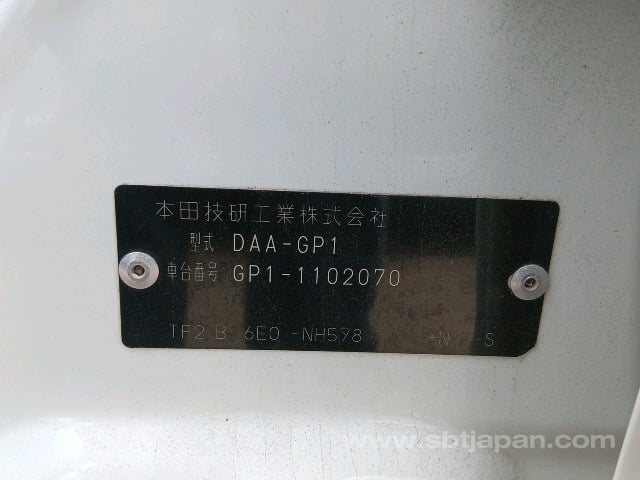 本田技研工業株式会社
型式 DAA-GP1
車台番号 GP1-1102070
TF2 B 6E0 -NH578 -N -S
www.sbtjapan.com